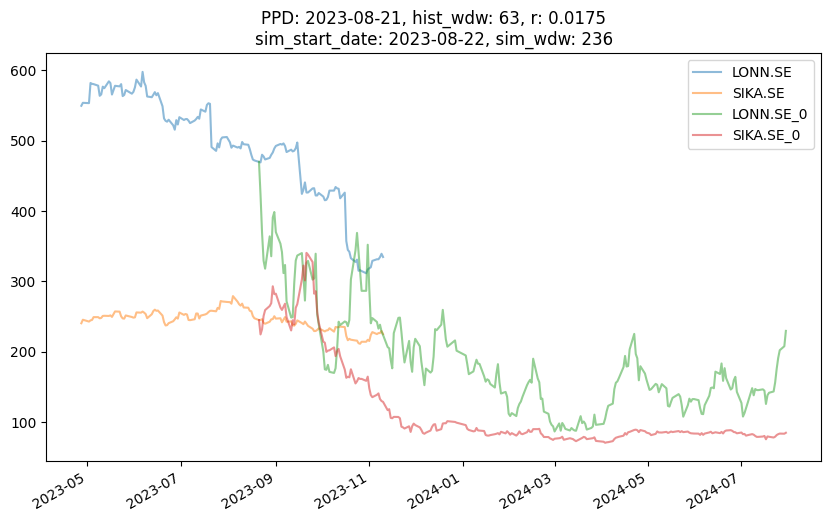 PPD: 2023-08-21, hist_wdw: 63, r: 0.0175
sim_start_date: 2023-08-22, sim_wdw: 236
LONN.SE
SIKA.SE
LONN.SE_0
SIKA.SE_0
600
500
400
300
200
100
2023-05
2023-07
2023-09
2023-11
2024-01
2024-03
2024-05
2024-07